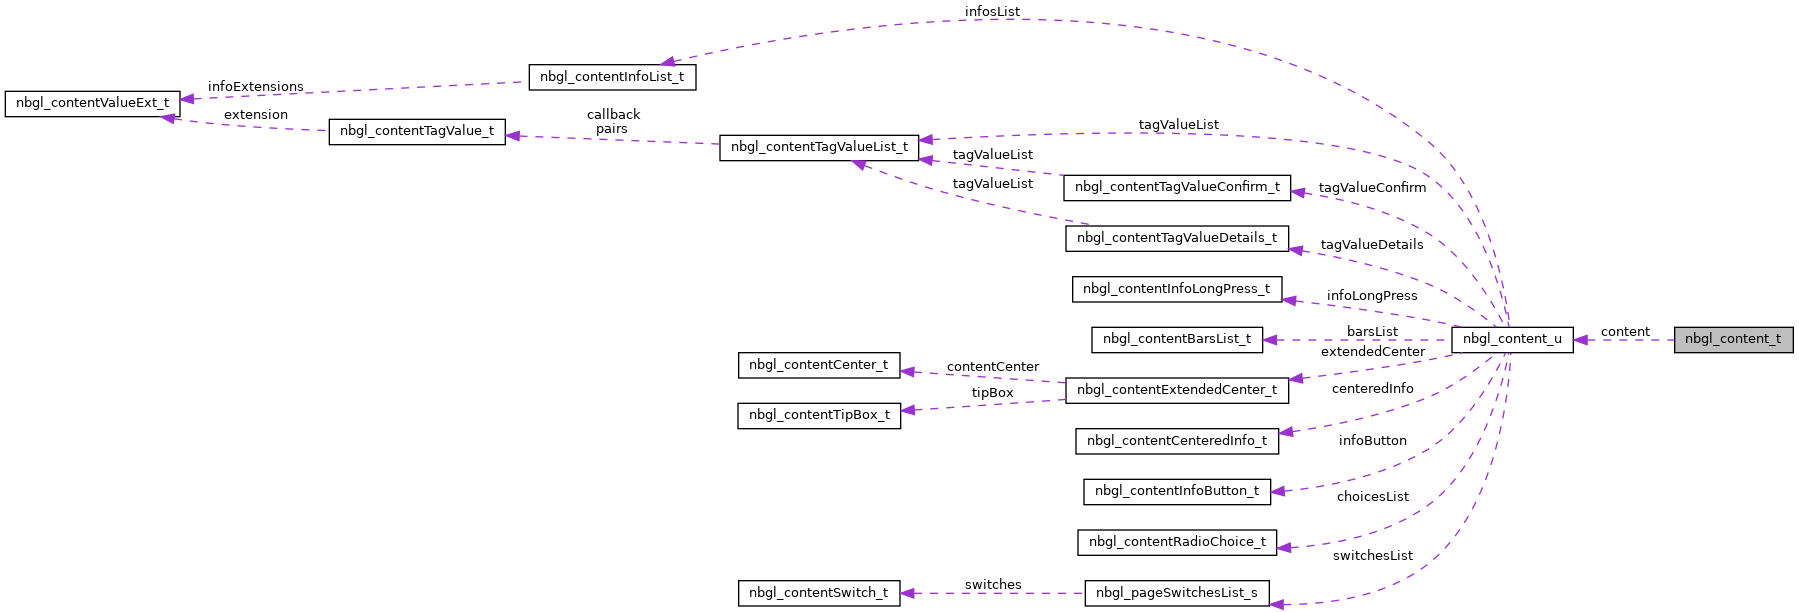 infosList
nbgl_contentInfoList_t
infoExtensions
nbgl_contentValueExt_t
extension
callback
pairs
nbgl_contentTagValue_t
tagValueList
nbgl_contentTagValueList_t
tagValueList
tagValueList
nbgl_contentTagValueConfirm_t
tagValueConfirm
nbgl_contentTagValueDetails_t
tagValueDetails
nbgl_contentInfoLongPress_t
infoLongPress
nbgl_contentBarsList_t
barsList
nbgl_content_u
content
nbgl_content_t
extendedCenter
nbgl_contentCenter_t
contentCenter
tipBox
nbgl_contentExtendedCenter_t
centeredInfo
nbgl_contentTipBox_t
nbgl_contentCenteredInfo_t
infoButton
nbgl_contentInfoButton_t
choicesList
nbgl_contentRadioChoice_t
switchesList
nbgl_contentSwitch_t
switches
nbgl_pageSwitchesList_s